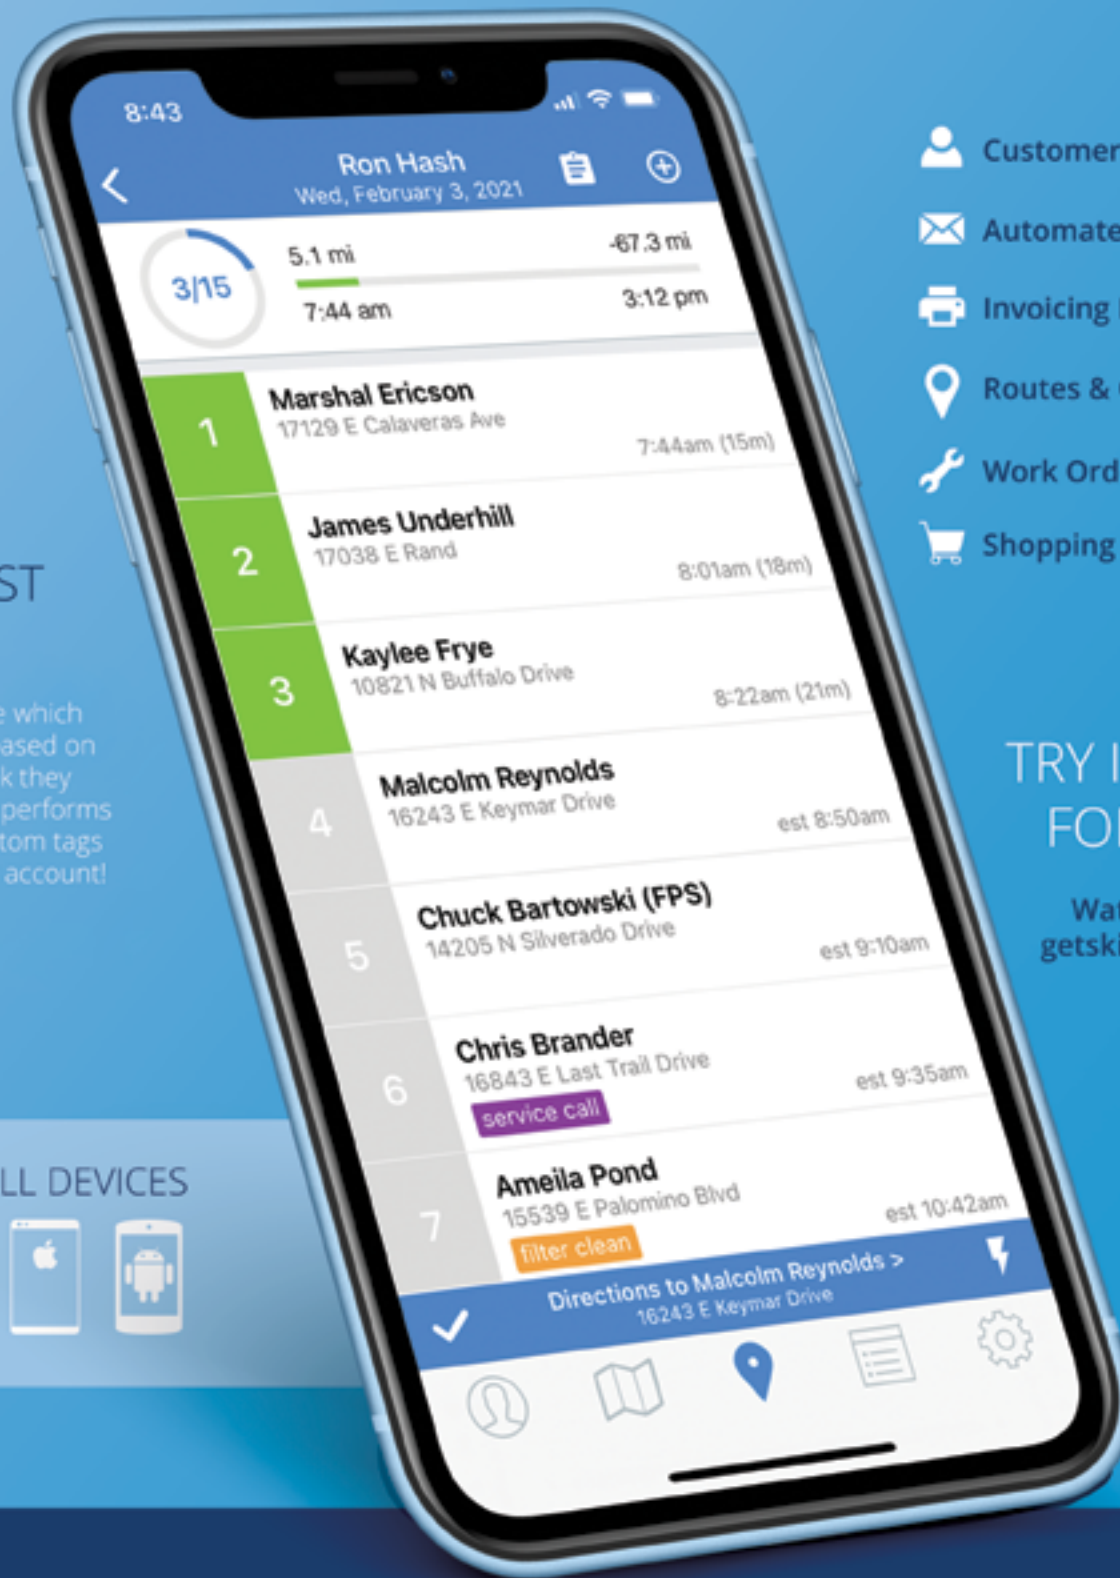 8:43
Ron Hash
Wed, February 3, 2021
3/15
5.1 mi
-67.3 mi
7:44 am
3:12 pm
1
Marshal Ericson
17129 E Calaveras Ave
7:44am (15m)
2
James Underhill
17038 E Rand
8:01am (18m)
3
Kaylee Frye
10821 N Buffalo Drive
8:22am (21m)
4
Malcolm Reynolds
16243 E Keymar Drive
est 8:50am
5
Chuck Bartowski (FPS)
14205 N Silverado Drive
est 9:10am
6
Chris Brander
16843 E Last Trail Drive
service call
est 9:35am
7
Ameila Pond
15539 E Palomino Blvd
filter clean
est 10:42am
Directions to Malcolm Reynolds >
16243 E Keymar Drive
ST
e which
ased on
k they
performs
tom tags
account!
LL DEVICES
Customer
Automate
Invoicing
Routes &
Work Ord
Shopping
TRY I
FO
Wat
getski